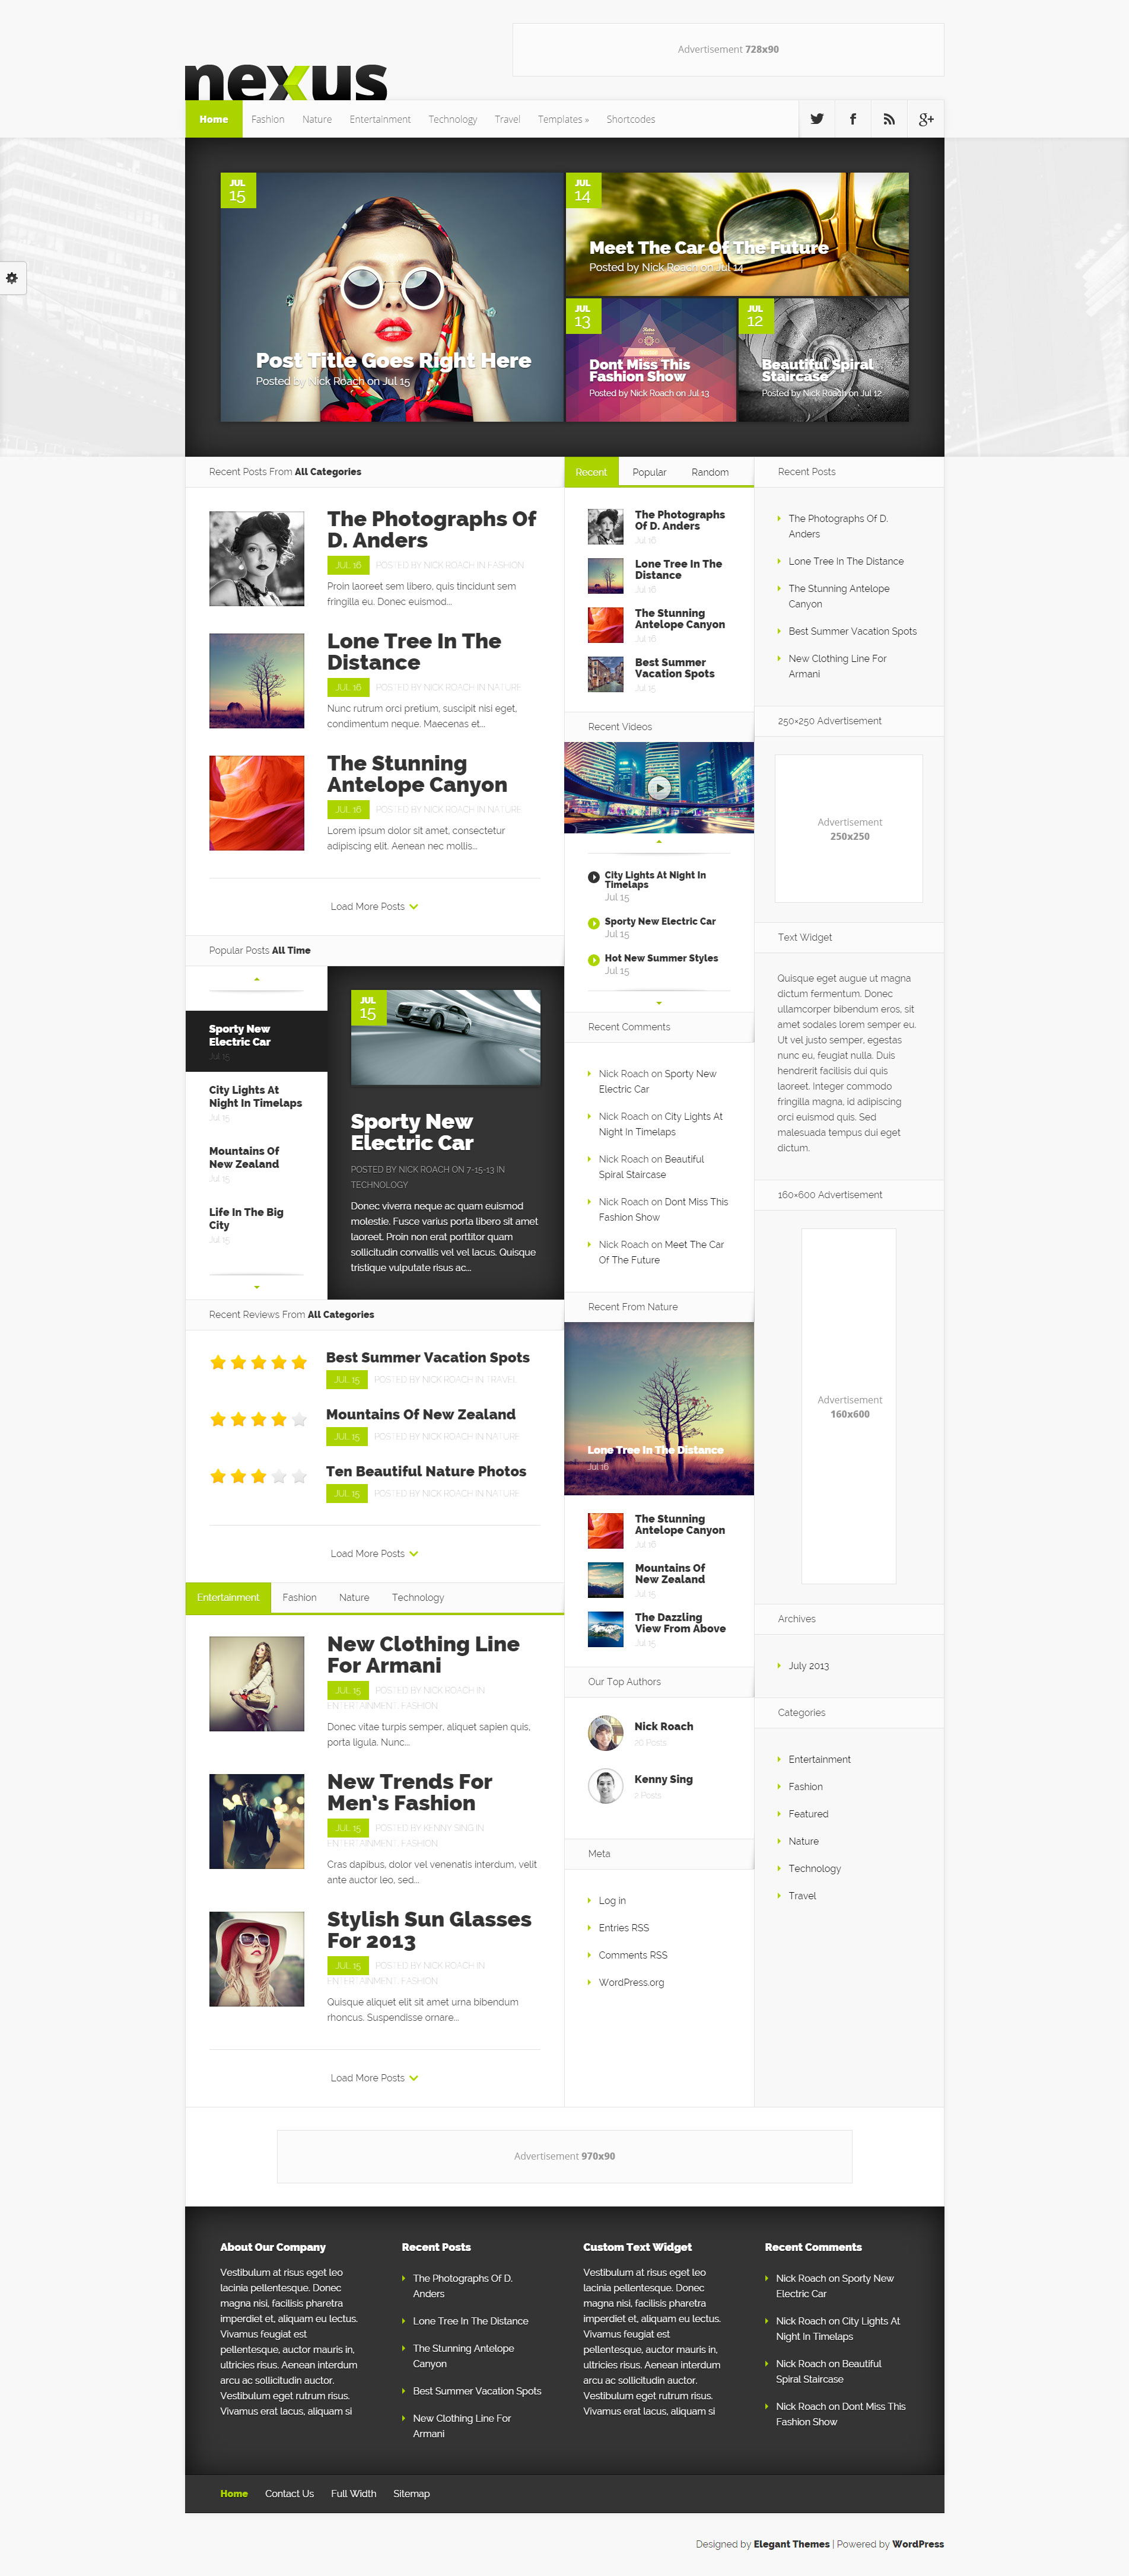 Advertisement 728x90
nexus
Home Fashion Nature Entertainment Technology Travel Templates » Shortcodes
JUL
15
Post Title Goes Right Here
Posted by Nick Roach on Jul 15
JUL
14
Meet The Car Of The Future
Posted by Nick Roach on Jul 14
JUL
13
Dont Miss This
Fashion Show
Posted by Nick Roach on Jul 13
JUL
12
Beautiful Spiral
Staircase
Posted by Nick Roach on Jul 12
Recent Posts From All Categories
The Photographs Of
D. Anders
JUL 16 POSTED BY NICK ROACH IN FASHION
Proin laoreet sem libero, quis tincidunt sem
fringilla eu. Donec euismod...
Lone Tree In The
Distance
JUL 16 POSTED BY NICK ROACH IN NATURE
Nunc rutrum orci pretium, suscipit nisi eget,
condimentum neque. Maecenas et...
The Stunning
Antelope Canyon
JUL 16 POSTED BY NICK ROACH IN NATURE
Lorem ipsum dolor sit amet, consectetur
adipiscing elit. Aenean nec mollis...
Load More Posts
Popular Posts All Time
Sporty New
Electric Car
Jul 15
City Lights At
Night In Timelaps
Jul 15
Mountains Of
New Zealand
Jul 15
Life In The Big
City
Jul 15
JUL
15
Sporty New
Electric Car
POSTED BY NICK ROACH ON 7-15-13 IN
TECHNOLOGY
Donec viverra neque ac quam euismod
molestie. Fusce varius porta libero sit amet
laoreet. Proin non erat porttitor quam
sollicitudin convallis vel vel lacus. Quisque
tristique vulputate risus ac...
Recent Reviews From All Categories
Best Summer Vacation Spots
JUL 15 POSTED BY NICK ROACH IN TRAVEL
Mountains Of New Zealand
JUL 15 POSTED BY NICK ROACH IN NATURE
Ten Beautiful Nature Photos
JUL 15 POSTED BY NICK ROACH IN NATURE
Load More Posts
Entertainment Fashion Nature Technology
New Clothing Line
For Armani
JUL 15 POSTED BY NICK ROACH IN
ENTERTAINMENT, FASHION
Donec vitae turpis semper, aliquet sapien quis,
porta ligula. Nunc...
New Trends For
Men's Fashion
JUL 15 POSTED BY KENNY SING IN
ENTERTAINMENT, FASHION
Cras dapibus, dolor vel venenatis interdum, velit
ante auctor leo, sed...
Stylish Sun Glasses
For 2013
JUL 15 POSTED BY NICK ROACH IN
ENTERTAINMENT, FASHION
Quisque aliquet elit sit amet urna bibendum
rhoncus. Suspendisse ornare...
Load More Posts
Recent Popular Random
The Photographs
Of D. Anders
Jul 16
Lone Tree In The
Distance
Jul 16
The Stunning
Antelope Canyon
Jul 16
Best Summer
Vacation Spots
Jul 15
Recent Videos
City Lights At Night In
Timelaps
Jul 15
Sporty New Electric Car
Jul 15
Hot New Summer Styles
Jul 15
Recent Comments
Nick Roach on Sporty New
Electric Car
Nick Roach on City Lights At
Night In Timelaps
Nick Roach on Beautiful
Spiral Staircase
Nick Roach on Dont Miss This
Fashion Show
Nick Roach on Meet The Car
Of The Future
Recent From Nature
Lone Tree In The Distance
Jul 16
The Stunning
Antelope Canyon
Jul 16
Mountains Of
New Zealand
Jul 15
The Dazzling
View From Above
Jul 15
Our Top Authors
Nick Roach
20 Posts
Kenny Sing
2 Posts
Meta
Log in
Entries RSS
Comments RSS
WordPress.org
Recent Posts
The Photographs Of D.
Anders
Lone Tree In The Distance
The Stunning Antelope
Canyon
Best Summer Vacation Spots
New Clothing Line For
Armani
250×250 Advertisement
Advertisement
250x250
Text Widget
Quisque eget augue ut magna
dictum fermentum. Donec
ullamcorper bibendum eros, sit
amet sodales lorem semper eu.
Ut vel justo semper, egestas
nunc eu, feugiat nulla. Duis
hendrerit facilisis dui quis
laoreet. Integer commodo
fringilla magna, id adipiscing
orci euismod quis. Sed
malesuada tempus dui eget
dictum.
160×600 Advertisement
Advertisement
160x600
Archives
July 2013
Categories
Entertainment
Fashion
Featured
Nature
Technology
Travel
Advertisement 970x90
About Our Company
Vestibulum at risus eget leo
lacinia pellentesque. Donec
magna nisi, facilisis pharetra
imperdiet et, aliquam eu lectus.
Vivamus feugiat est
pellentesque, auctor mauris in,
ultricies risus. Aenean interdum
arcu ac sollicitudin auctor.
Vestibulum eget rutrum risus.
Vivamus erat lacus, aliquam si
Recent Posts
The Photographs Of D.
Anders
Lone Tree In The Distance
The Stunning Antelope
Canyon
Best Summer Vacation Spots
New Clothing Line For
Armani
Custom Text Widget
Vestibulum at risus eget leo
lacinia pellentesque. Donec
magna nisi, facilisis pharetra
imperdiet et, aliquam eu lectus.
Vivamus feugiat est
pellentesque, auctor mauris in,
ultricies risus. Aenean interdum
arcu ac sollicitudin auctor.
Vestibulum eget rutrum risus.
Vivamus erat lacus, aliquam si
Recent Comments
Nick Roach on Sporty New
Electric Car
Nick Roach on City Lights At
Night In Timelaps
Nick Roach on Beautiful
Spiral Staircase
Nick Roach on Dont Miss This
Fashion Show
Home Contact Us Full Width Sitemap
Designed by Elegant Themes | Powered by WordPress